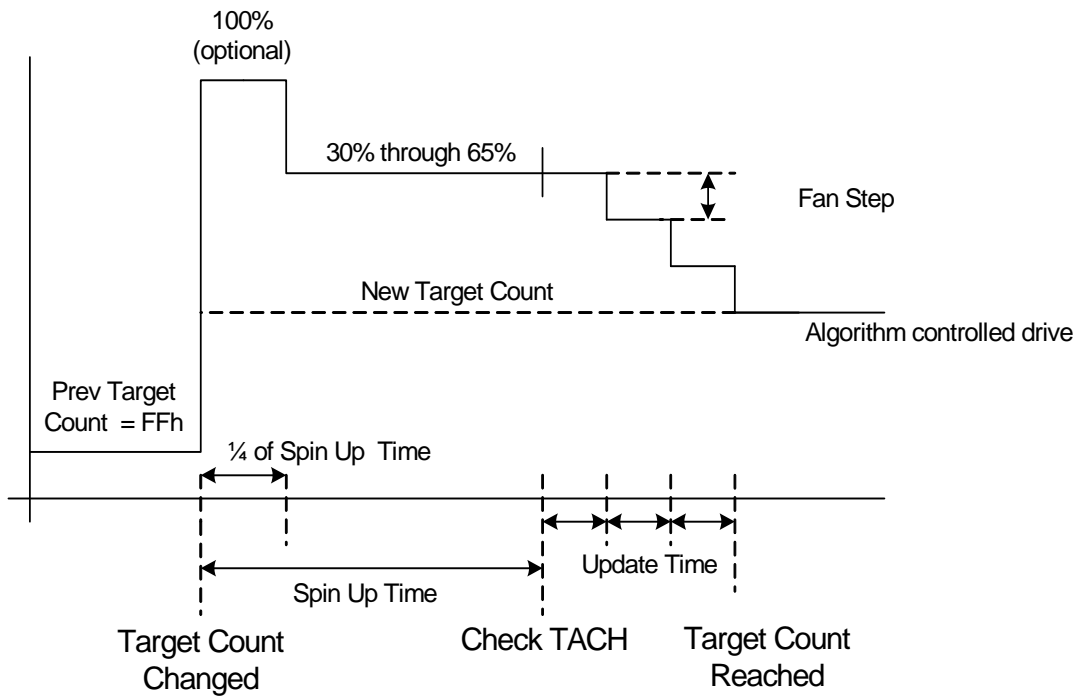 100%
(optional)
30% through 65%
Fan Step
New Target Count
Algorithm controlled drive
Prev Target
Count = FFh
¼ of Spin Up Time
Update Time
Spin Up Time
Target Count
Changed
Check TACH
Target Count
Reached